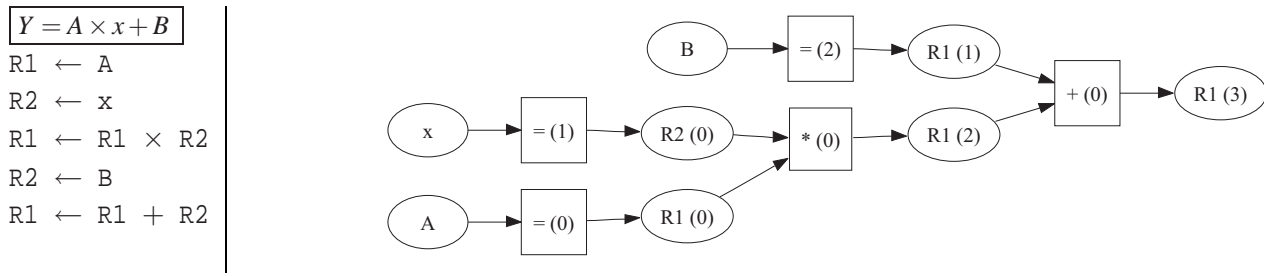 Y = A × x + B
R1 ← A
R2 ← x
R1 ← R1 × R2
R2 ← B
R1 ← R1 + R2
B
= (2)
R1 (1)
+ (0)
R1 (3)
x
= (1)
R2 (0)
* (0)
R1 (2)
A
= (0)
R1 (0)